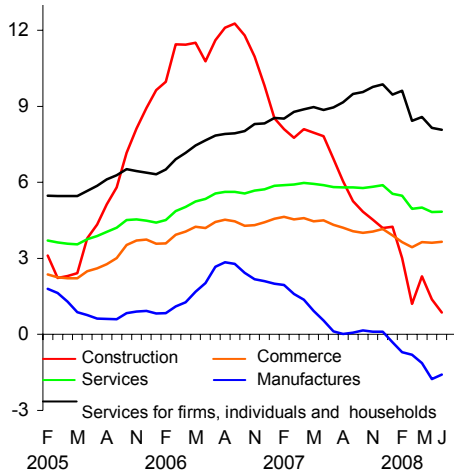 12
9
6
3
0
-3
Construction Commerce
Services Manufactures
Services for firms, individuals and households
F M A N F M A N F M A N F M J
2005 2006 2007 2008